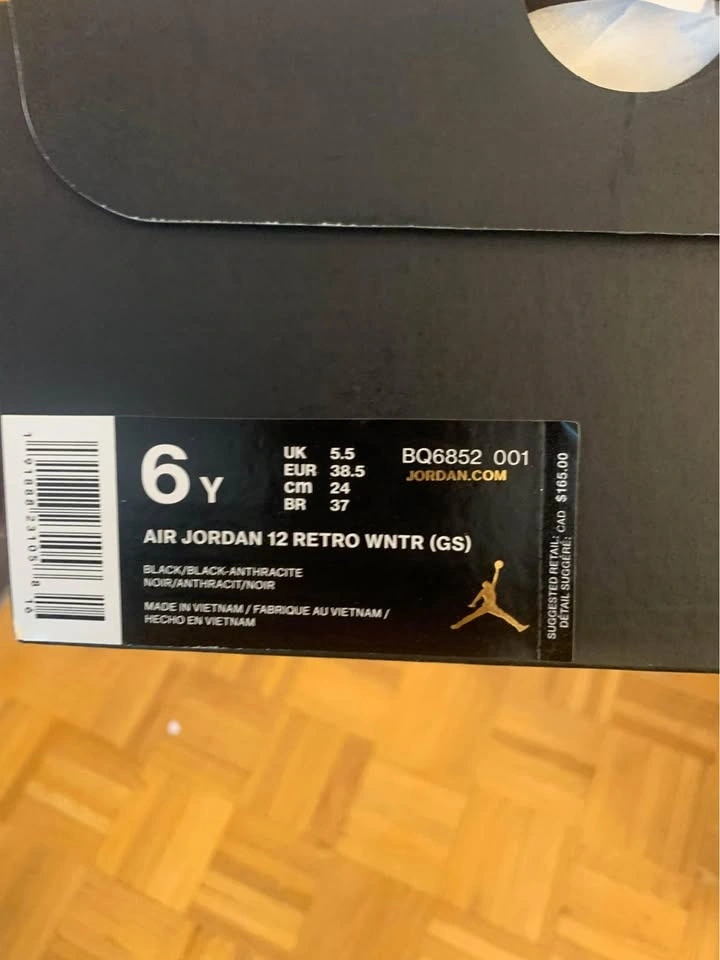 6 Y
UK 5.5
EUR 38.5
cm 24
BR 37
BQ6852 001
JORDAN.COM
AIR JORDAN 12 RETRO WNTR (GS)
BLACK/BLACK-ANTHRACITE
NOIR/ANTHRACIT/NOIR
MADE IN VIETNAM / FABRIQUE AU VIETNAM /
HECHO EN VIETNAM
SUGGESTED RETAIL: CAD $165.00
DÉTAIL SUGGÉRÉ: